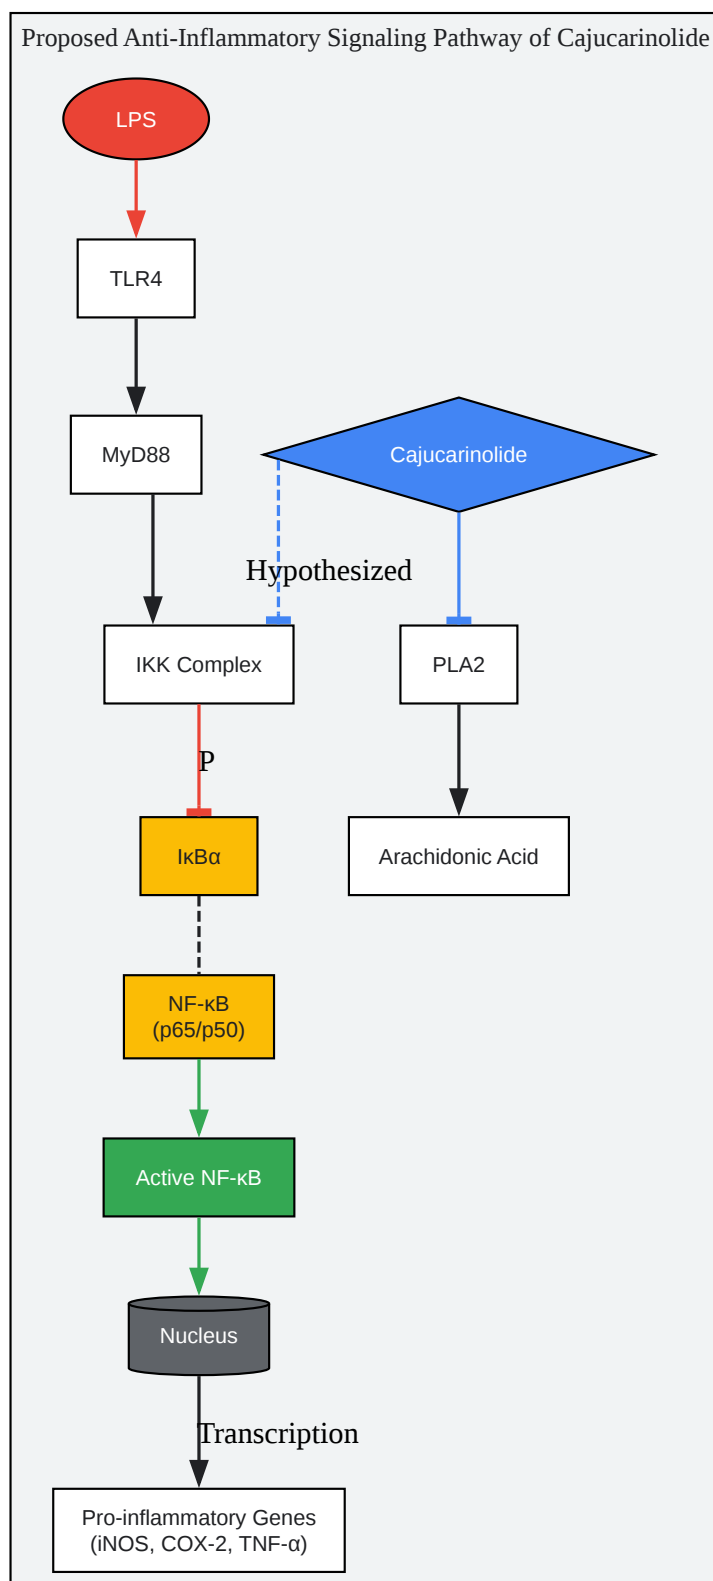 Proposed Anti-Inflammatory Signaling Pathway of Cajucarinolide
LPS
TLR4
MyD88
Cajucarinolide
Hypothesized
IKK Complex
PLA2
P
IκBα
Arachidonic Acid
NF-κB
(p65/p50)
Active NF-κB
Nucleus
Transcription
Pro-inflammatory Genes
(iNOS, COX-2, TNF-α)